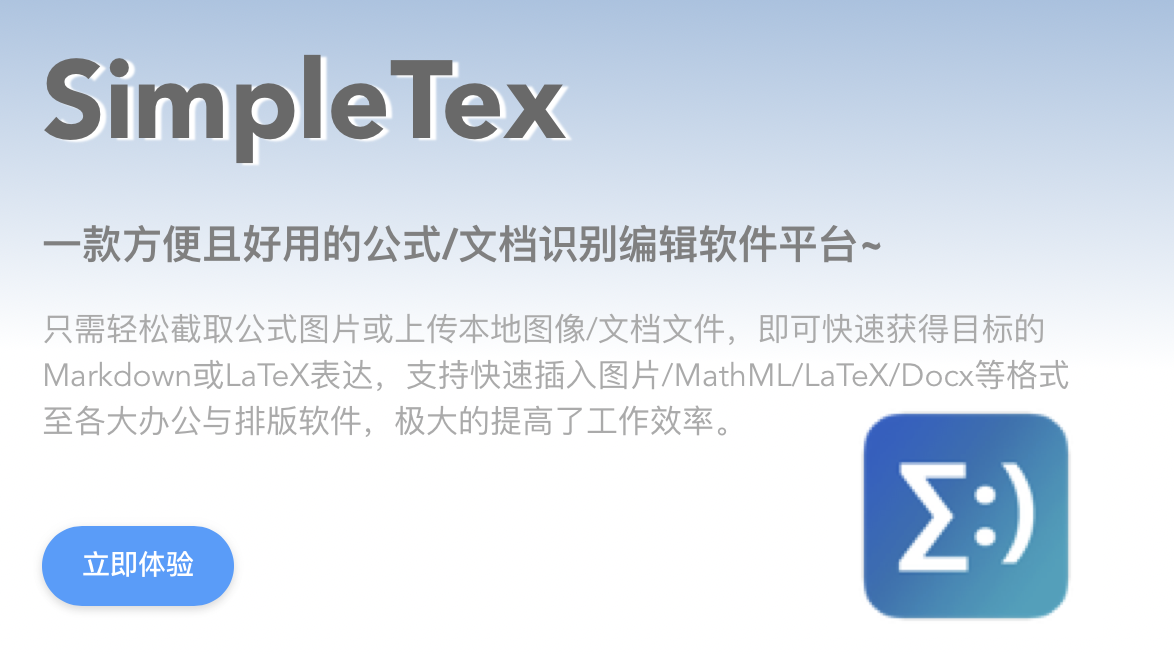 SimpleTex
一款方便且好用的公式/文档识别编辑软件平台~
只需轻松截取公式图片或上传本地图像/文档文件，即可快速获得目标的
Markdown或LaTeX表达，支持快速插入图片/MathML/LaTeX/Docx等格式
至各大办公与排版软件，极大的提高了工作效率。
∑:)
立即体验